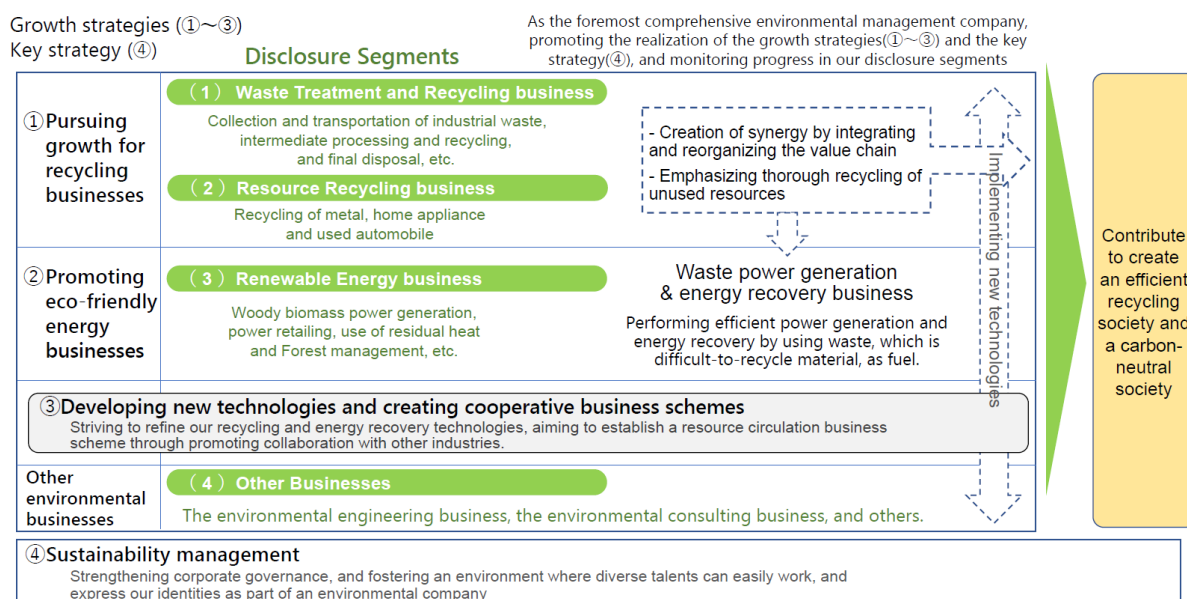 Growth strategies (①～③)
Key strategy (④)
Disclosure Segments
As the foremost comprehensive environmental management company,
promoting the realization of the growth strategies(①～③) and the key
strategy(④), and monitoring progress in our disclosure segments
①Pursuing
growth for
recycling
businesses
（1） Waste Treatment and Recycling business
Collection and transportation of industrial waste,
intermediate processing and recycling,
and final disposal, etc.
（2） Resource Recycling business
Recycling of metal, home appliance
and used automobile
- Creation of synergy by integrating
and reorganizing the value chain
- Emphasizing thorough recycling of
unused resources
Implementing new technologies
②Promoting
eco-friendly
energy
businesses
（3） Renewable Energy business
Woody biomass power generation,
power retailing, use of residual heat
and Forest management, etc.
Waste power generation
& energy recovery business
Performing efficient power generation and
energy recovery by using waste, which is
difficult-to-recycle material, as fuel.
③Developing new technologies and creating cooperative business schemes
Striving to refine our recycling and energy recovery technologies, aiming to establish a resource circulation business
scheme through promoting collaboration with other industries.
Other
environmental
businesses
（4） Other Businesses
The environmental engineering business, the environmental consulting business, and others.
Contribute
to create
an efficient
recycling
society and
a carbon-
neutral
society
④Sustainability management
Strengthening corporate governance, and fostering an environment where diverse talents can easily work, and
express our identities as part of an environmental company